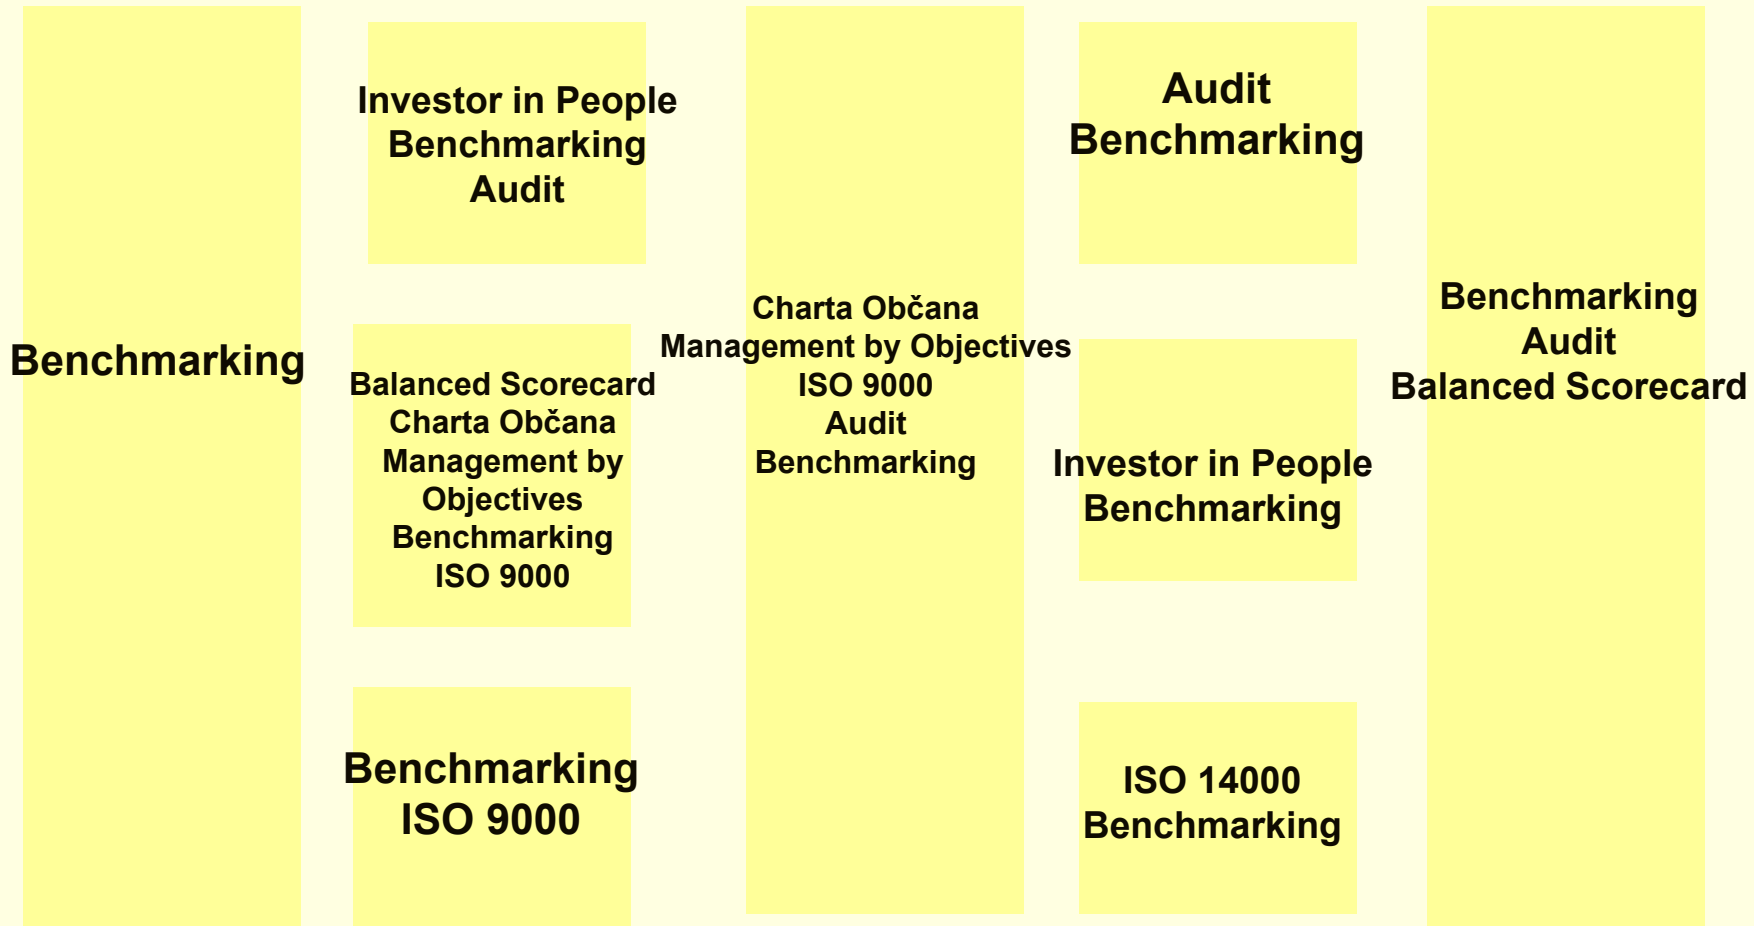 Benchmarking
Investor in People
Benchmarking
Audit
Balanced Scorecard
Charta Občana
Management by
Objectives
Benchmarking
ISO 9000
Benchmarking
ISO 9000
Charta Občana
Management by Objectives
ISO 9000
Audit
Benchmarking
Audit
Benchmarking
Investor in People
Benchmarking
ISO 14000
Benchmarking
Benchmarking
Audit
Balanced Scorecard